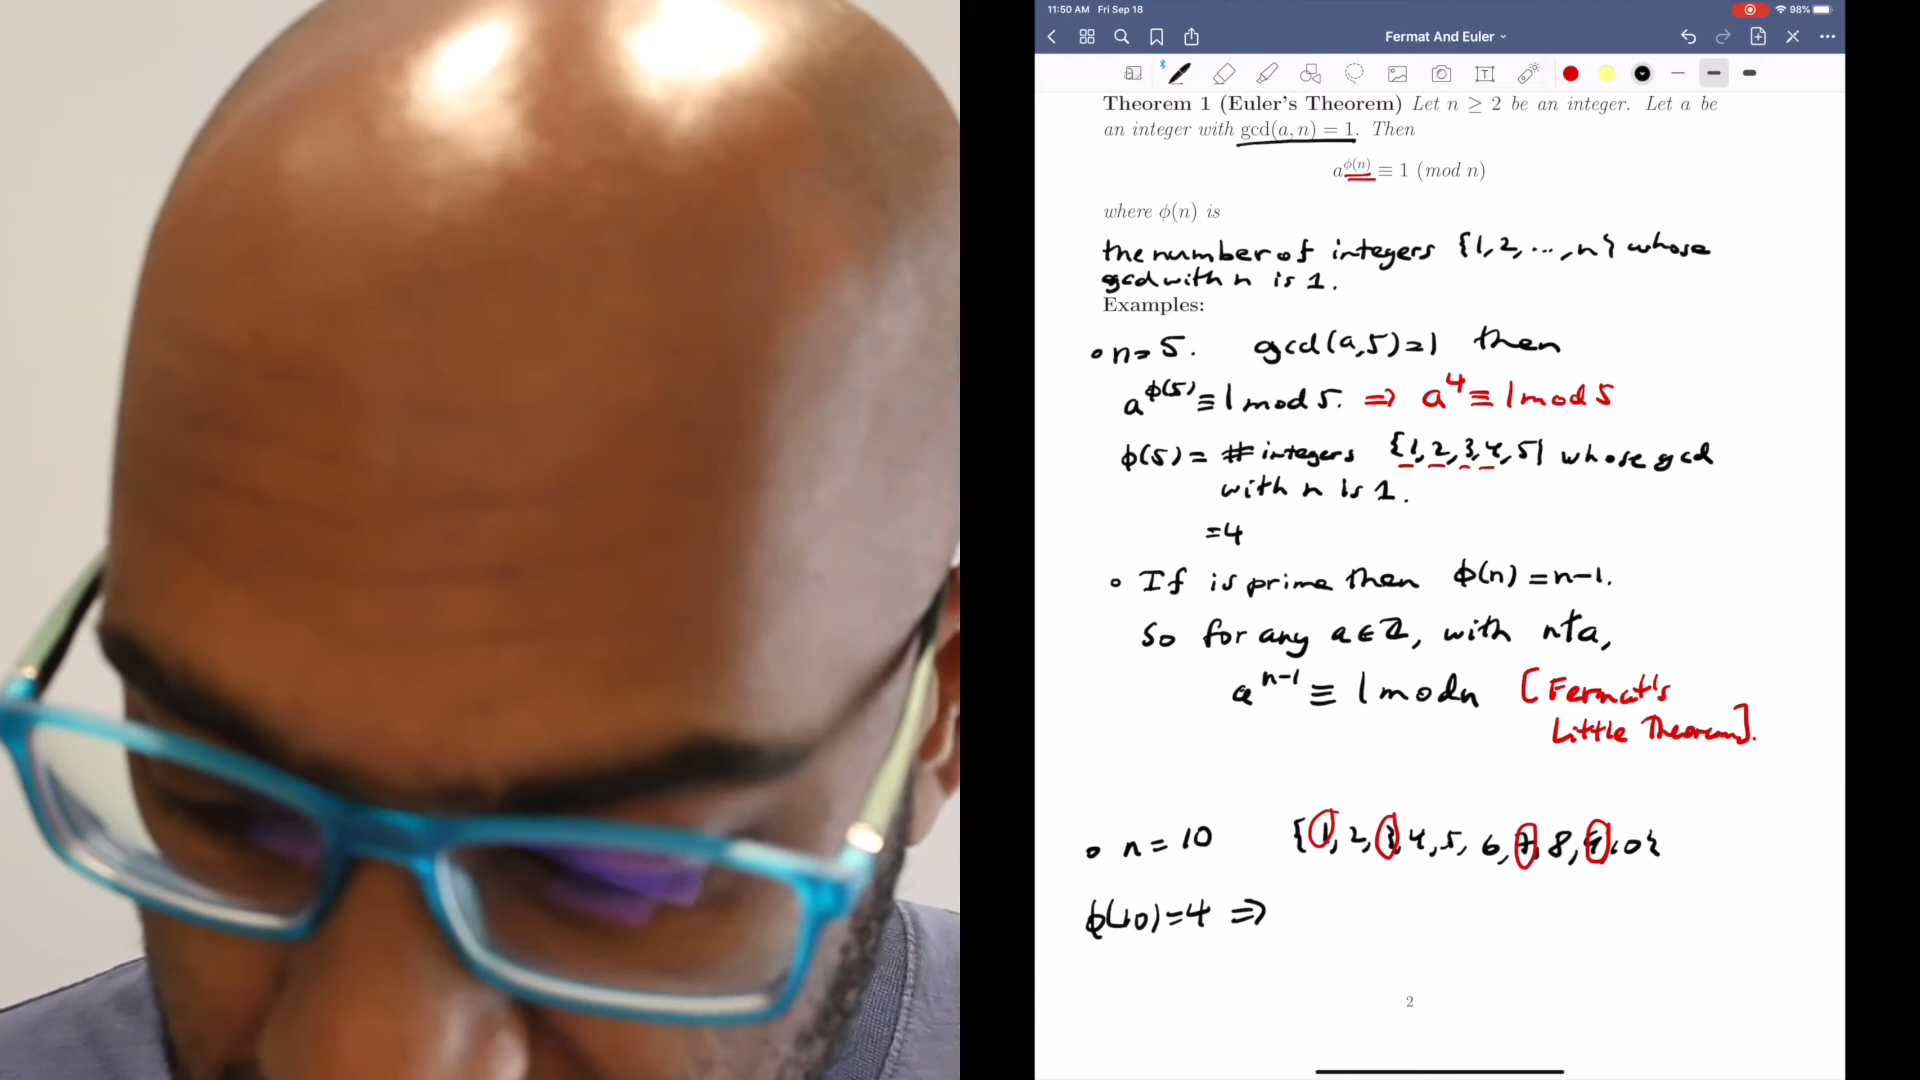 11:50 AM Fri Sep 18
98%
Fermat And Euler
Theorem 1 (Euler's Theorem) Let n ≥ 2 be an integer. Let a be
an integer with gcd(a, n) = 1. Then
a^ϕ(n) ≡ 1 (mod n)
where ϕ(n) is
the number of integers {1, 2, ..., n} whose
gcd with n is 1.
Examples:
• n = 5. gcd(a,5)=1 then
a^ϕ(5) ≡ 1 mod 5. ⇒ a^4 ≡ 1 mod 5
ϕ(5) = # integers {1, 2, 3, 4, 5} whose gcd
with n is 1.
=4
• If is prime then ϕ(n) = n-1.
So for any a∈ℤ, with n∤a,
a^n-1 ≡ 1 mod n [Fermat's
Little Theorem].
• n = 10 {1, 2, 3, 4, 5, 6, 7, 8, 9, 10}
ϕ(10)=4 ⇒
2